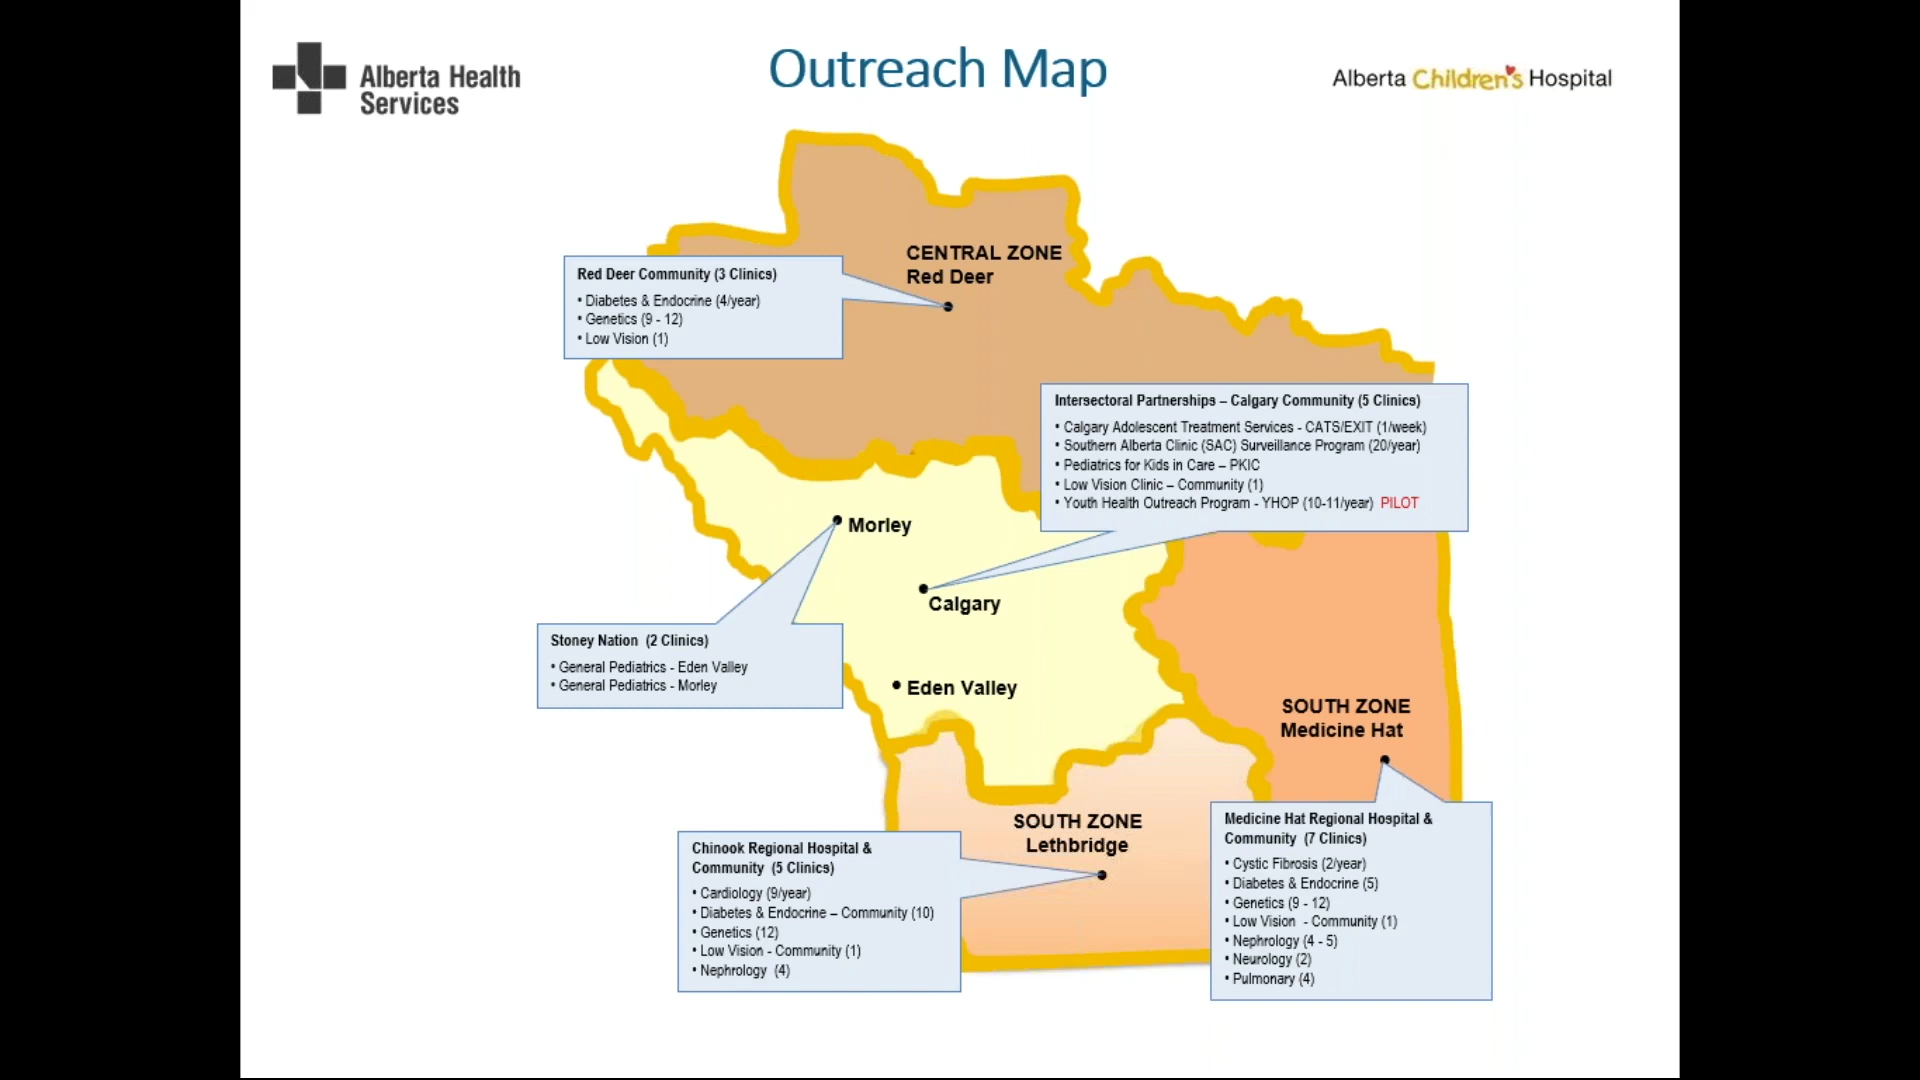 Alberta Health
Services
Outreach Map
Alberta Children's Hospital
CENTRAL ZONE
Red Deer
Red Deer Community (3 Clinics)
• Diabetes & Endocrine (4/year)
• Genetics (9 - 12)
• Low Vision (1)
Intersectoral Partnerships – Calgary Community (5 Clinics)
• Calgary Adolescent Treatment Services - CATS/EXIT (1/week)
• Southern Alberta Clinic (SAC) Surveillance Program (20/year)
• Pediatrics for Kids in Care – PKIC
• Low Vision Clinic – Community (1)
• Youth Health Outreach Program - YHOP (10-11/year) PILOT
Morley
Calgary
Stoney Nation (2 Clinics)
• General Pediatrics - Eden Valley
• General Pediatrics - Morley
Eden Valley
SOUTH ZONE
Medicine Hat
SOUTH ZONE
Lethbridge
Chinook Regional Hospital &
Community (5 Clinics)
• Cardiology (9/year)
• Diabetes & Endocrine – Community (10)
• Genetics (12)
• Low Vision - Community (1)
• Nephrology (4)
Medicine Hat Regional Hospital &
Community (7 Clinics)
• Cystic Fibrosis (2/year)
• Diabetes & Endocrine (5)
• Genetics (9 - 12)
• Low Vision - Community (1)
• Nephrology (4 - 5)
• Neurology (2)
• Pulmonary (4)